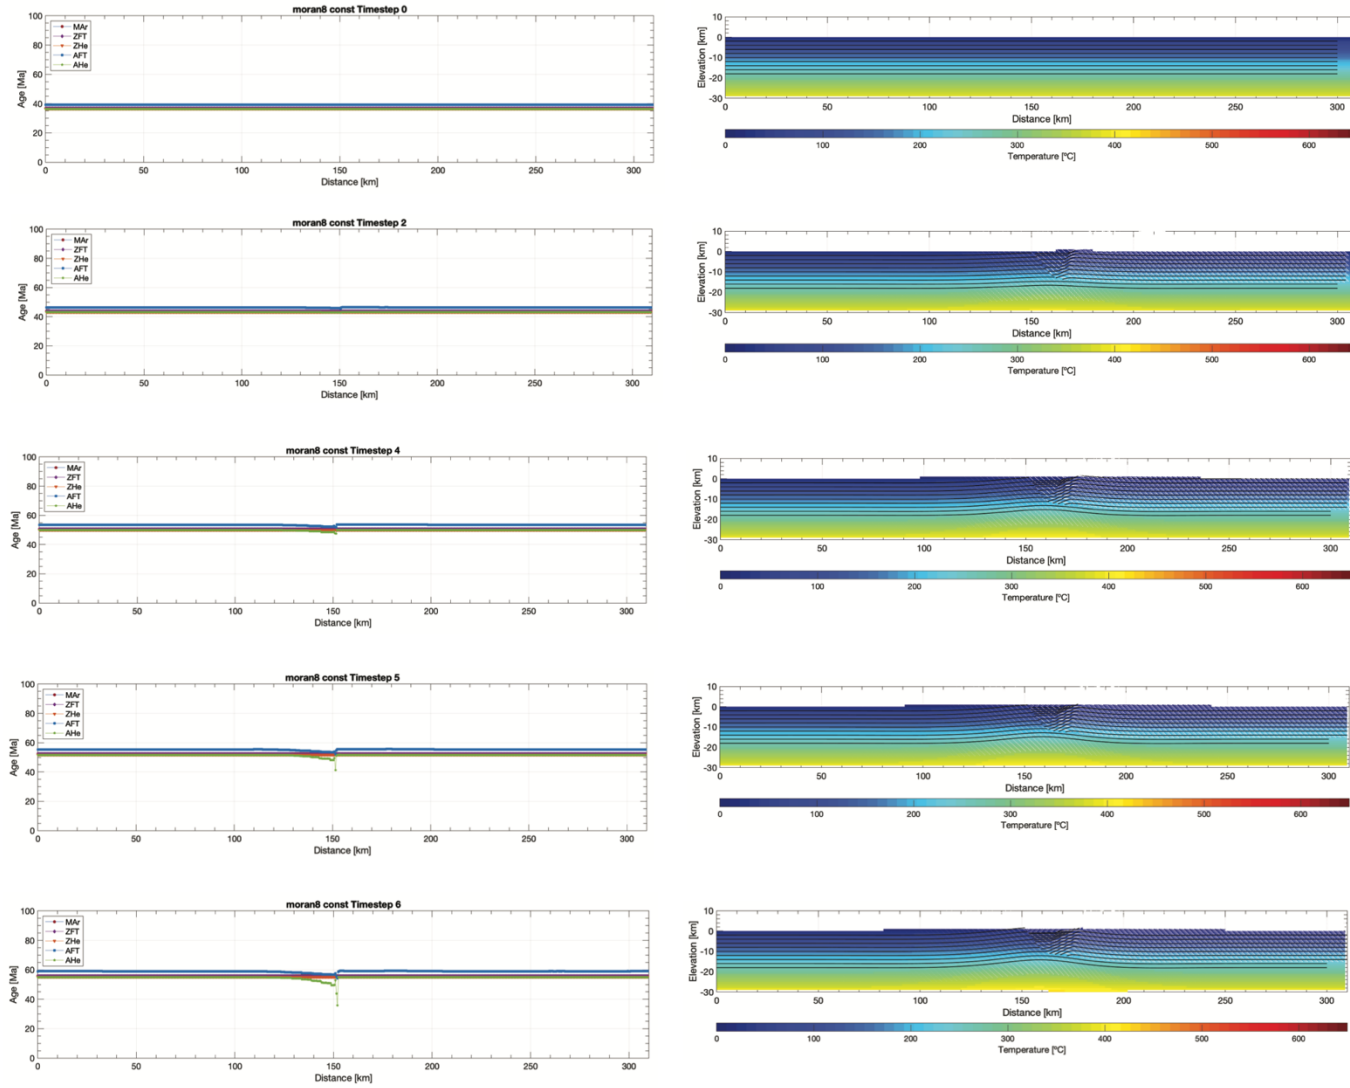 moran8 const Timestep 0
100
80
60
40
20
0
Age [Ma]
MAr
ZFT
ZHe
AFT
AHe
0 50 100 150 200 250 300
Distance [km]
10
0
-10
-20
-30
Elevation [km]
0 50 100 150 200 250 300
Distance [km]
0 100 200 300 400 500 600
Temperature [ºC]
moran8 const Timestep 2
100
80
60
40
20
0
Age [Ma]
MAr
ZFT
ZHe
AFT
AHe
0 50 100 150 200 250 300
Distance [km]
10
0
-10
-20
-30
Elevation [km]
0 50 100 150 200 250 300
Distance [km]
0 100 200 300 400 500 600
Temperature [ºC]
moran8 const Timestep 4
100
80
60
40
20
0
Age [Ma]
MAr
ZFT
ZHe
AFT
AHe
0 50 100 150 200 250 300
Distance [km]
10
0
-10
-20
-30
Elevation [km]
0 50 100 150 200 250 300
Distance [km]
0 100 200 300 400 500 600
Temperature [ºC]
moran8 const Timestep 5
100
80
60
40
20
0
Age [Ma]
MAr
ZFT
ZHe
AFT
AHe
0 50 100 150 200 250 300
Distance [km]
10
0
-10
-20
-30
Elevation [km]
0 50 100 150 200 250 300
Distance [km]
0 100 200 300 400 500 600
Temperature [ºC]
moran8 const Timestep 6
100
80
60
40
20
0
Age [Ma]
MAr
ZFT
ZHe
AFT
AHe
0 50 100 150 200 250 300
Distance [km]
10
0
-10
-20
-30
Elevation [km]
0 50 100 150 200 250 300
Distance [km]
0 100 200 300 400 500 600
Temperature [ºC]